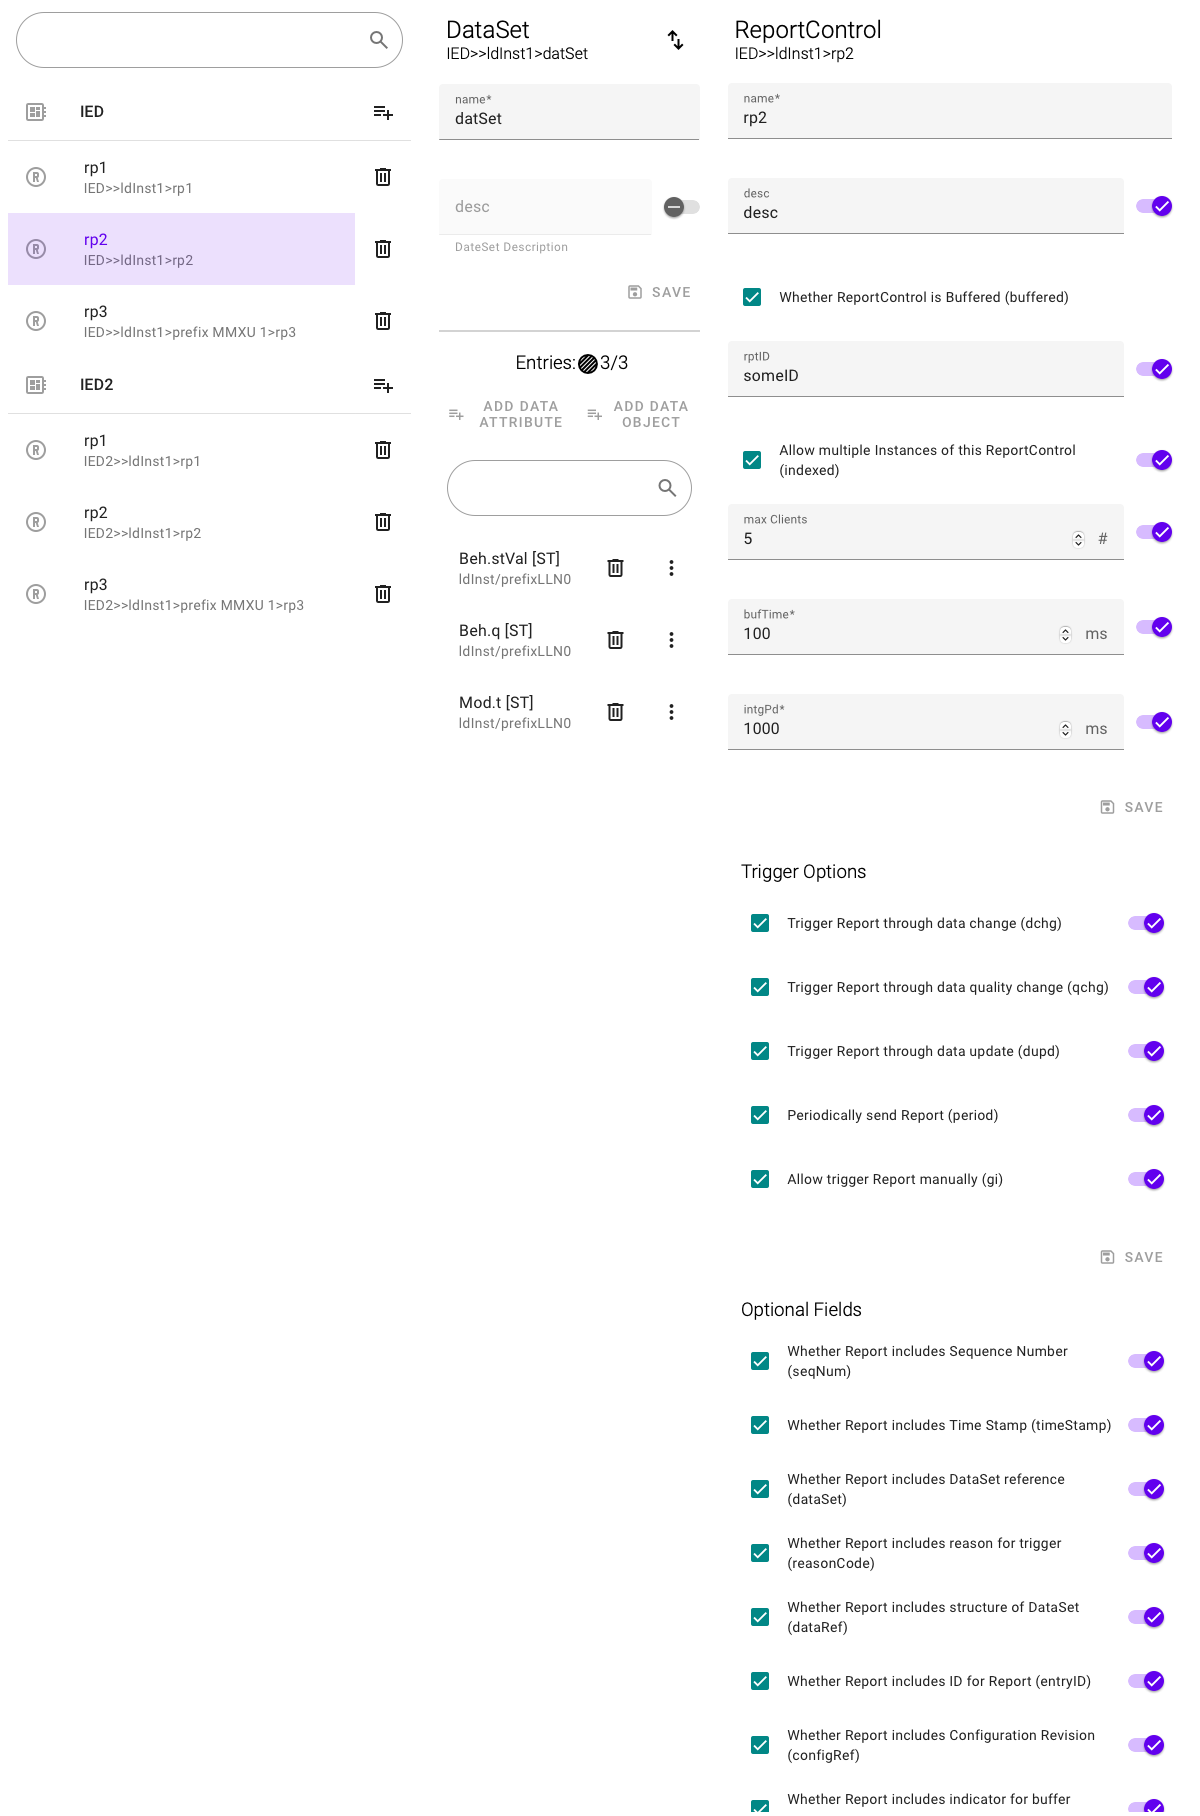 IED
rp1
IED>>ldInst1>rp1
rp2
IED>>ldInst1>rp2
rp3
IED>>ldInst1>prefix MMXU 1>rp3
IED2
rp1
IED2>>ldInst1>rp1
rp2
IED2>>ldInst1>rp2
rp3
IED2>>ldInst1>prefix MMXU 1>rp3
DataSet
IED>>ldInst1>datSet
name*
datSet
desc
DateSet Description
SAVE
Entries: 3/3
ADD DATA
ATTRIBUTE
ADD DATA
OBJECT
Beh.stVal [ST]
ldInst/prefixLLN0
Beh.q [ST]
ldInst/prefixLLN0
Mod.t [ST]
ldInst/prefixLLN0
ReportControl
IED>>ldInst1>rp2
name*
rp2
desc
desc
Whether ReportControl is Buffered (buffered)
rptID
someID
Allow multiple Instances of this ReportControl
(indexed)
max Clients
5 #
bufTime*
100 ms
intgPd*
1000 ms
SAVE
Trigger Options
Trigger Report through data change (dchg)
Trigger Report through data quality change (qchg)
Trigger Report through data update (dupd)
Periodically send Report (period)
Allow trigger Report manually (gi)
SAVE
Optional Fields
Whether Report includes Sequence Number
(seqNum)
Whether Report includes Time Stamp (timeStamp)
Whether Report includes DataSet reference
(dataSet)
Whether Report includes reason for trigger
(reasonCode)
Whether Report includes structure of DataSet
(dataRef)
Whether Report includes ID for Report (entryID)
Whether Report includes Configuration Revision
(configRef)
Whether Report includes indicator for buffer